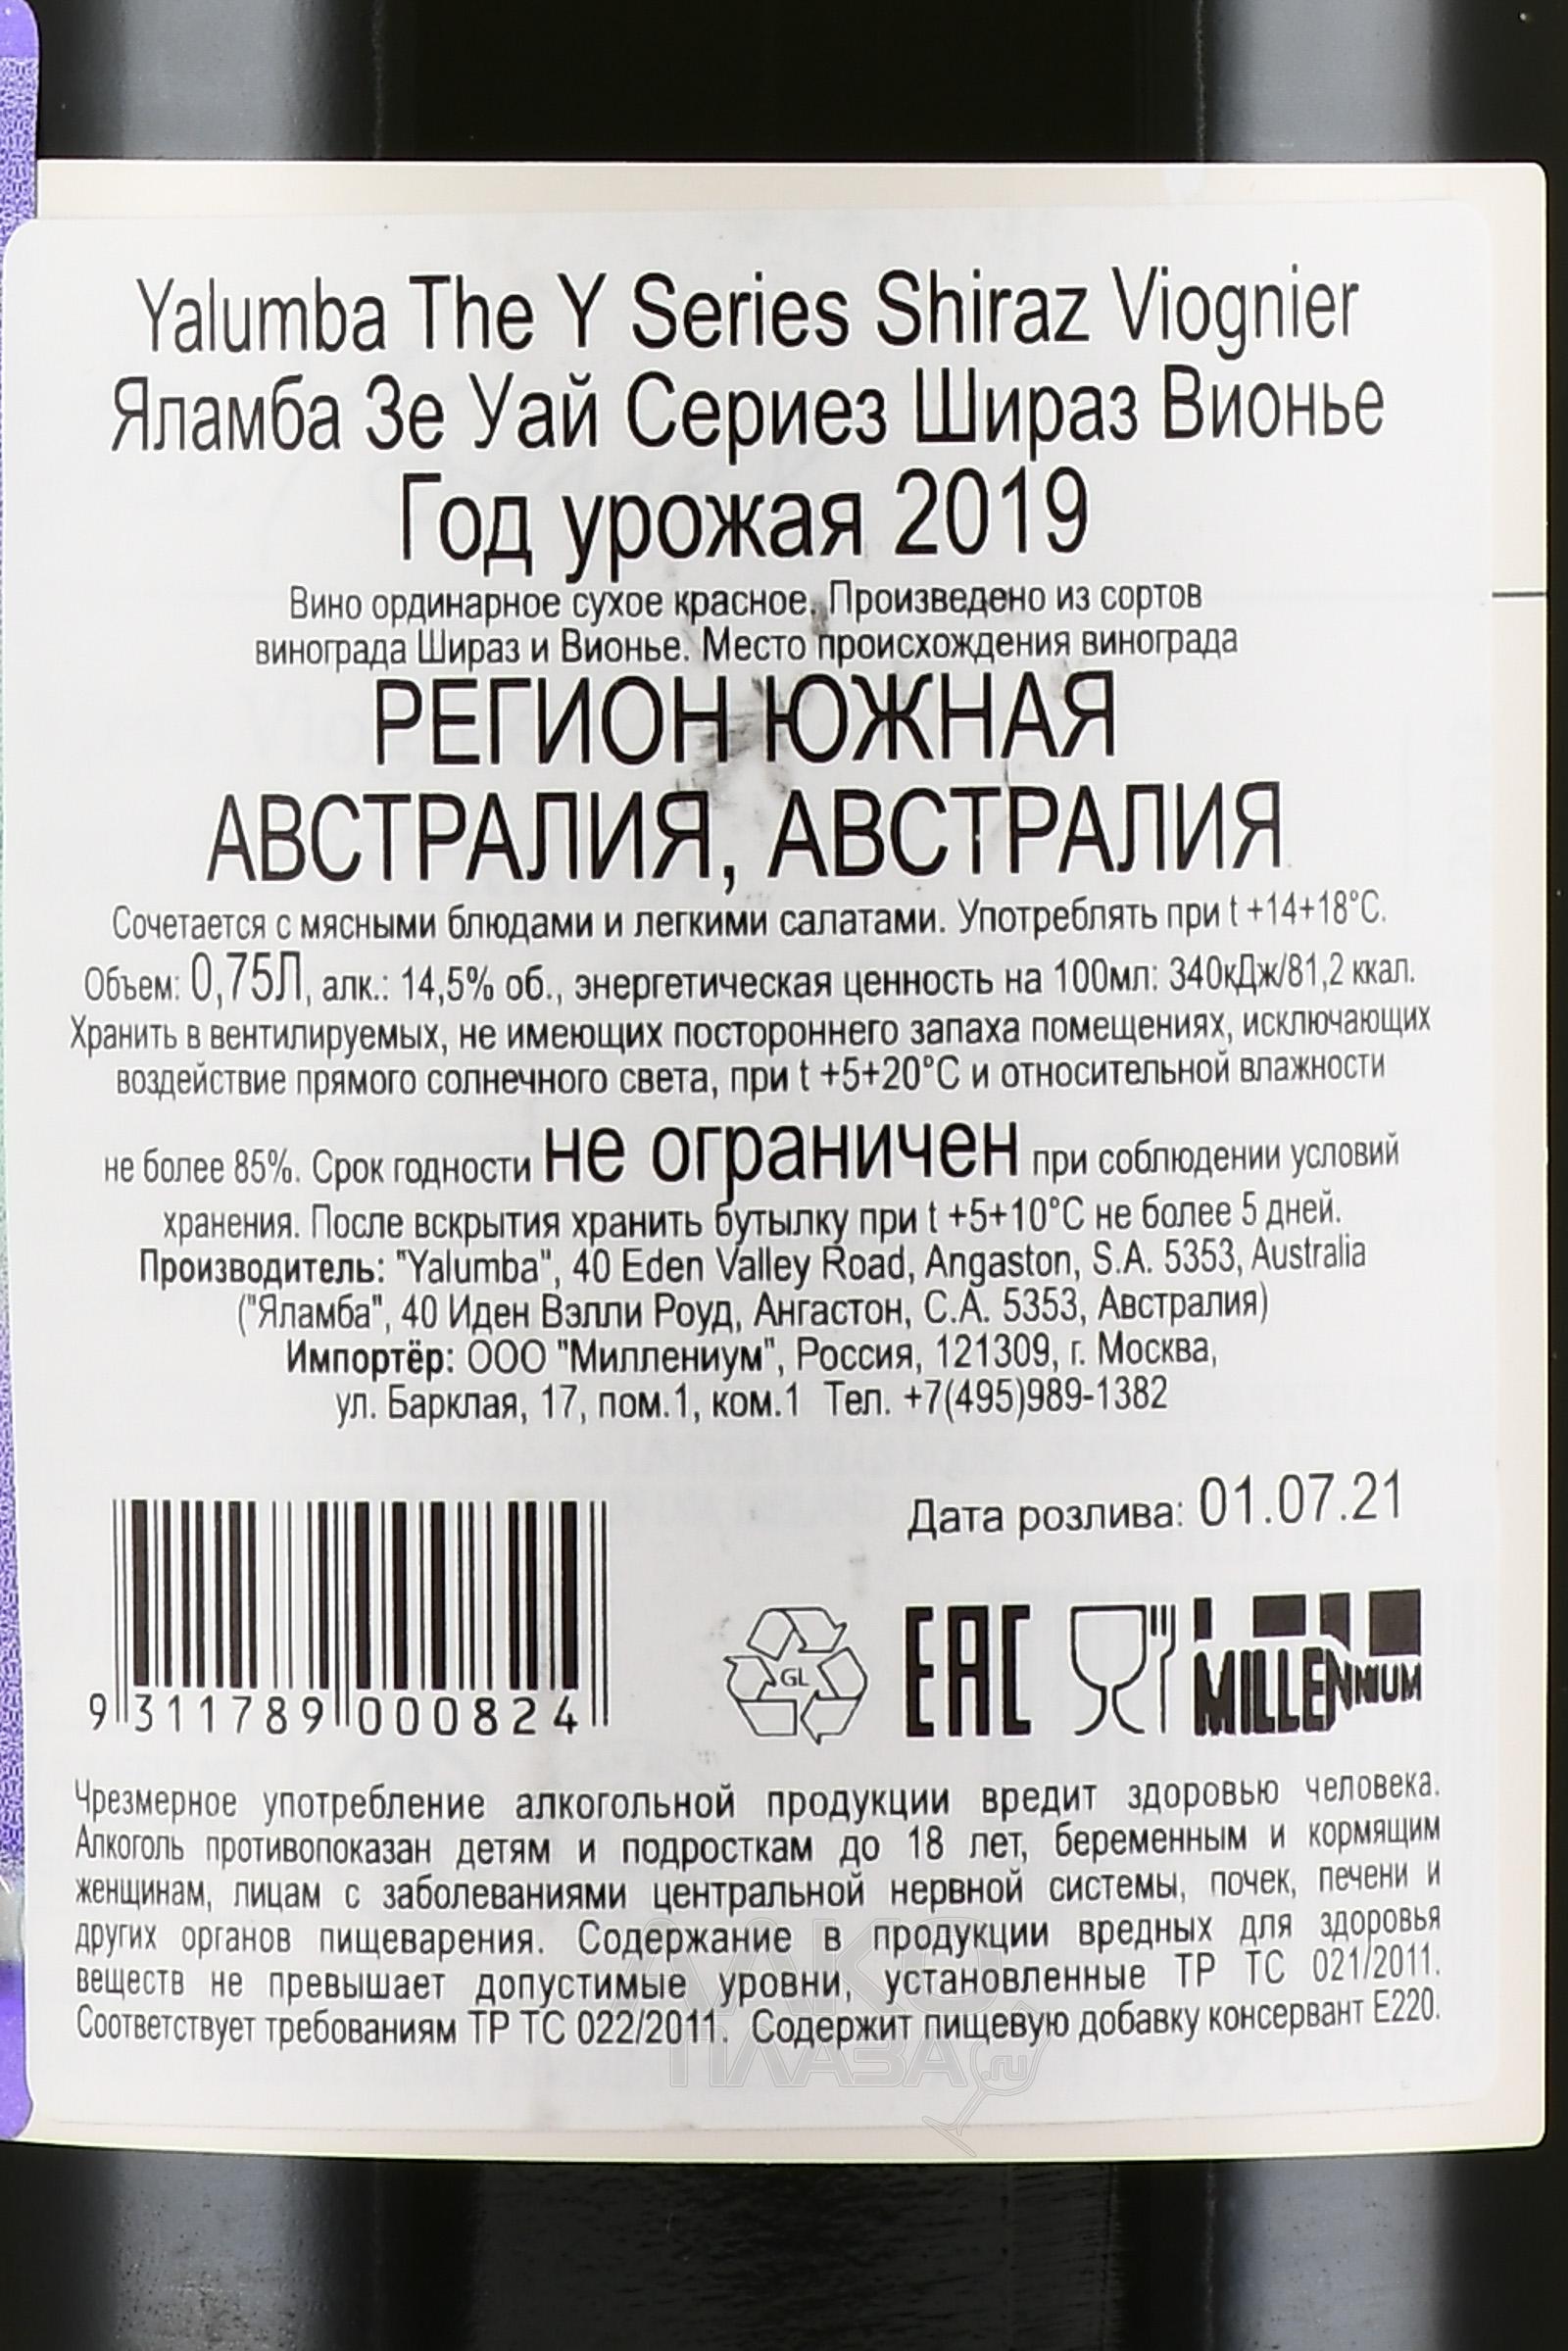 Yalumba The Y Series Shiraz Viognier
Яламба Зе Уай Сериез Шираз Вионье
Год урожая 2019
Вино ординарное сухое красное. Произведено из сортов
винограда Шираз и Вионье. Место происхождения винограда
РЕГИОН ЮЖНАЯ
АВСТРАЛИЯ, АВСТРАЛИЯ
Сочетается с мясными блюдами и легкими салатами. Употреблять при t +14+18°С.
Объем: 0,75Л, алк.: 14,5% об., энергетическая ценность на 100мл: 340кДж/81,2 ккал.
Хранить в вентилируемых, не имеющих постороннего запаха помещениях, исключающих
воздействие прямого солнечного света, при t +5+20°С и относительной влажности
не более 85%. Срок годности не ограничен при соблюдении условий
хранения. После вскрытия хранить бутылку при t +5+10°С не более 5 дней.
Производитель: "Yalumba", 40 Eden Valley Road, Angaston, S.A. 5353, Australia
("Яламба", 40 Иден Вэлли Роуд, Ангастон, С.А. 5353, Австралия)
Импортёр: ООО "Миллениум", Россия, 121309, г. Москва,
ул. Барклая, 17, пом.1, ком.1 Тел. +7(495)989-1382
Дата розлива: 01.07.21
9 311789 000824
GL
EAC
MILLENNIUM
Чрезмерное употребление алкогольной продукции вредит здоровью человека.
Алкоголь противопоказан детям и подросткам до 18 лет, беременным и кормящим
женщинам, лицам с заболеваниями центральной нервной системы, почек, печени и
других органов пищеварения. Содержание в продукции вредных для здоровья
веществ не превышает допустимые уровни, установленные ТР ТС 021/2011.
Соответствует требованиям ТР ТС 022/2011. Содержит пищевую добавку консервант Е220.
АЛКО
ПЛАЗА.ru